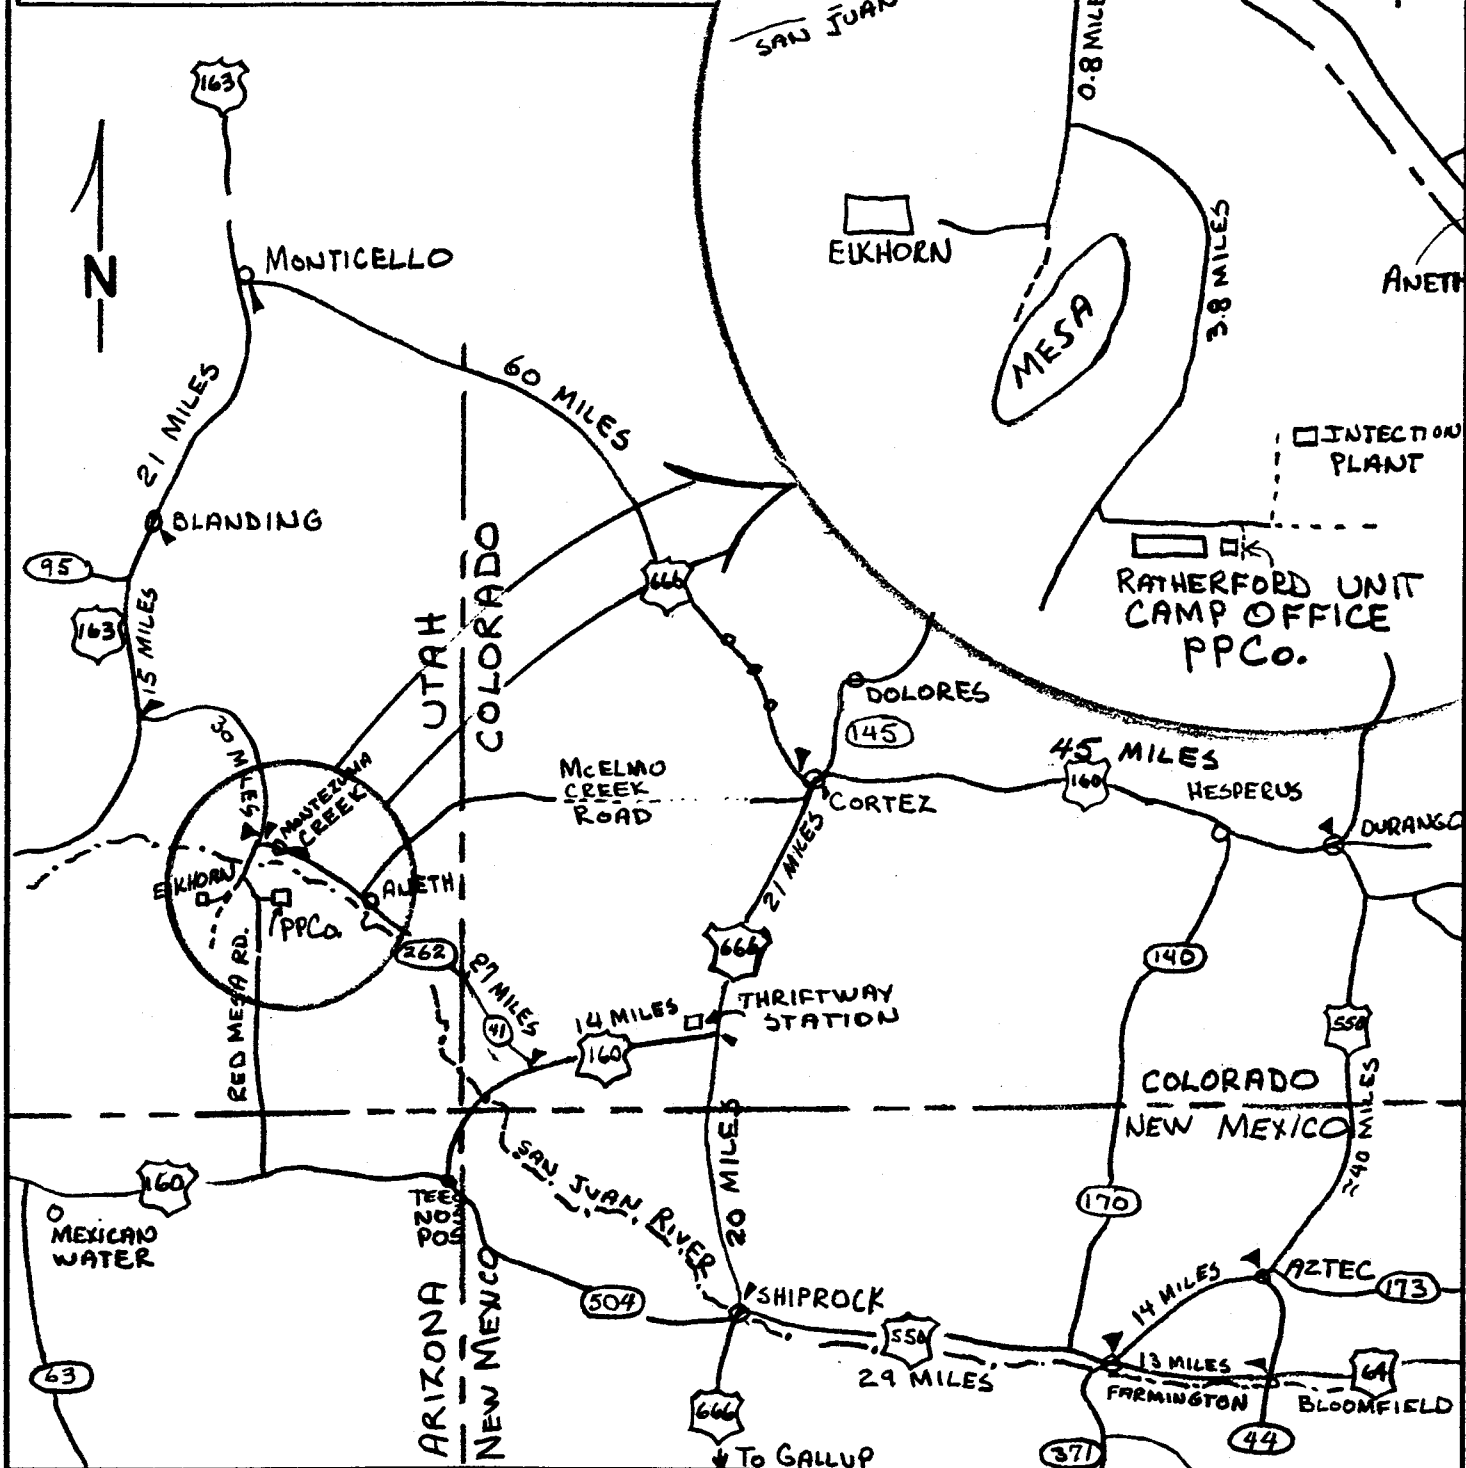 SAN JUAN
0.8 MILE
163
N
MONTICELLO
ELKHORN
MESA
3.8 MILES
ANETH
21 MILES
60 MILES
INTECTION
PLANT
BLANDING
95
163
15 MILES
UTAH
COLORADO
666
RATHERFORD UNIT
CAMP OFFICE
PPCO.
DOLORES
145
30 MILES
MONTEZUMA
CREEK
McELMO
CREEK
ROAD
CORTEZ
45 MILES
160
HESPERUS
DURANGO
21 MILES
ELKHORN
PPCO.
ANETH
262
RED MESA RD.
27 MILES
41
14 MILES
160
666
THRIFTWAY
STATION
140
550
COLORADO
NEW MEXICO
≈40 MILES
160
MEXICAN
WATER
TEEC
NOS
POS
SAN JUAN RIVER
20 MILES
170
504
SHIPROCK
550
29 MILES
14 MILES
AZTEC
173
13 MILES
FARMINGTON
64
BLOOMFIELD
63
ARIZONA
NEW MEXICO
666
TO GALLUP
371
44